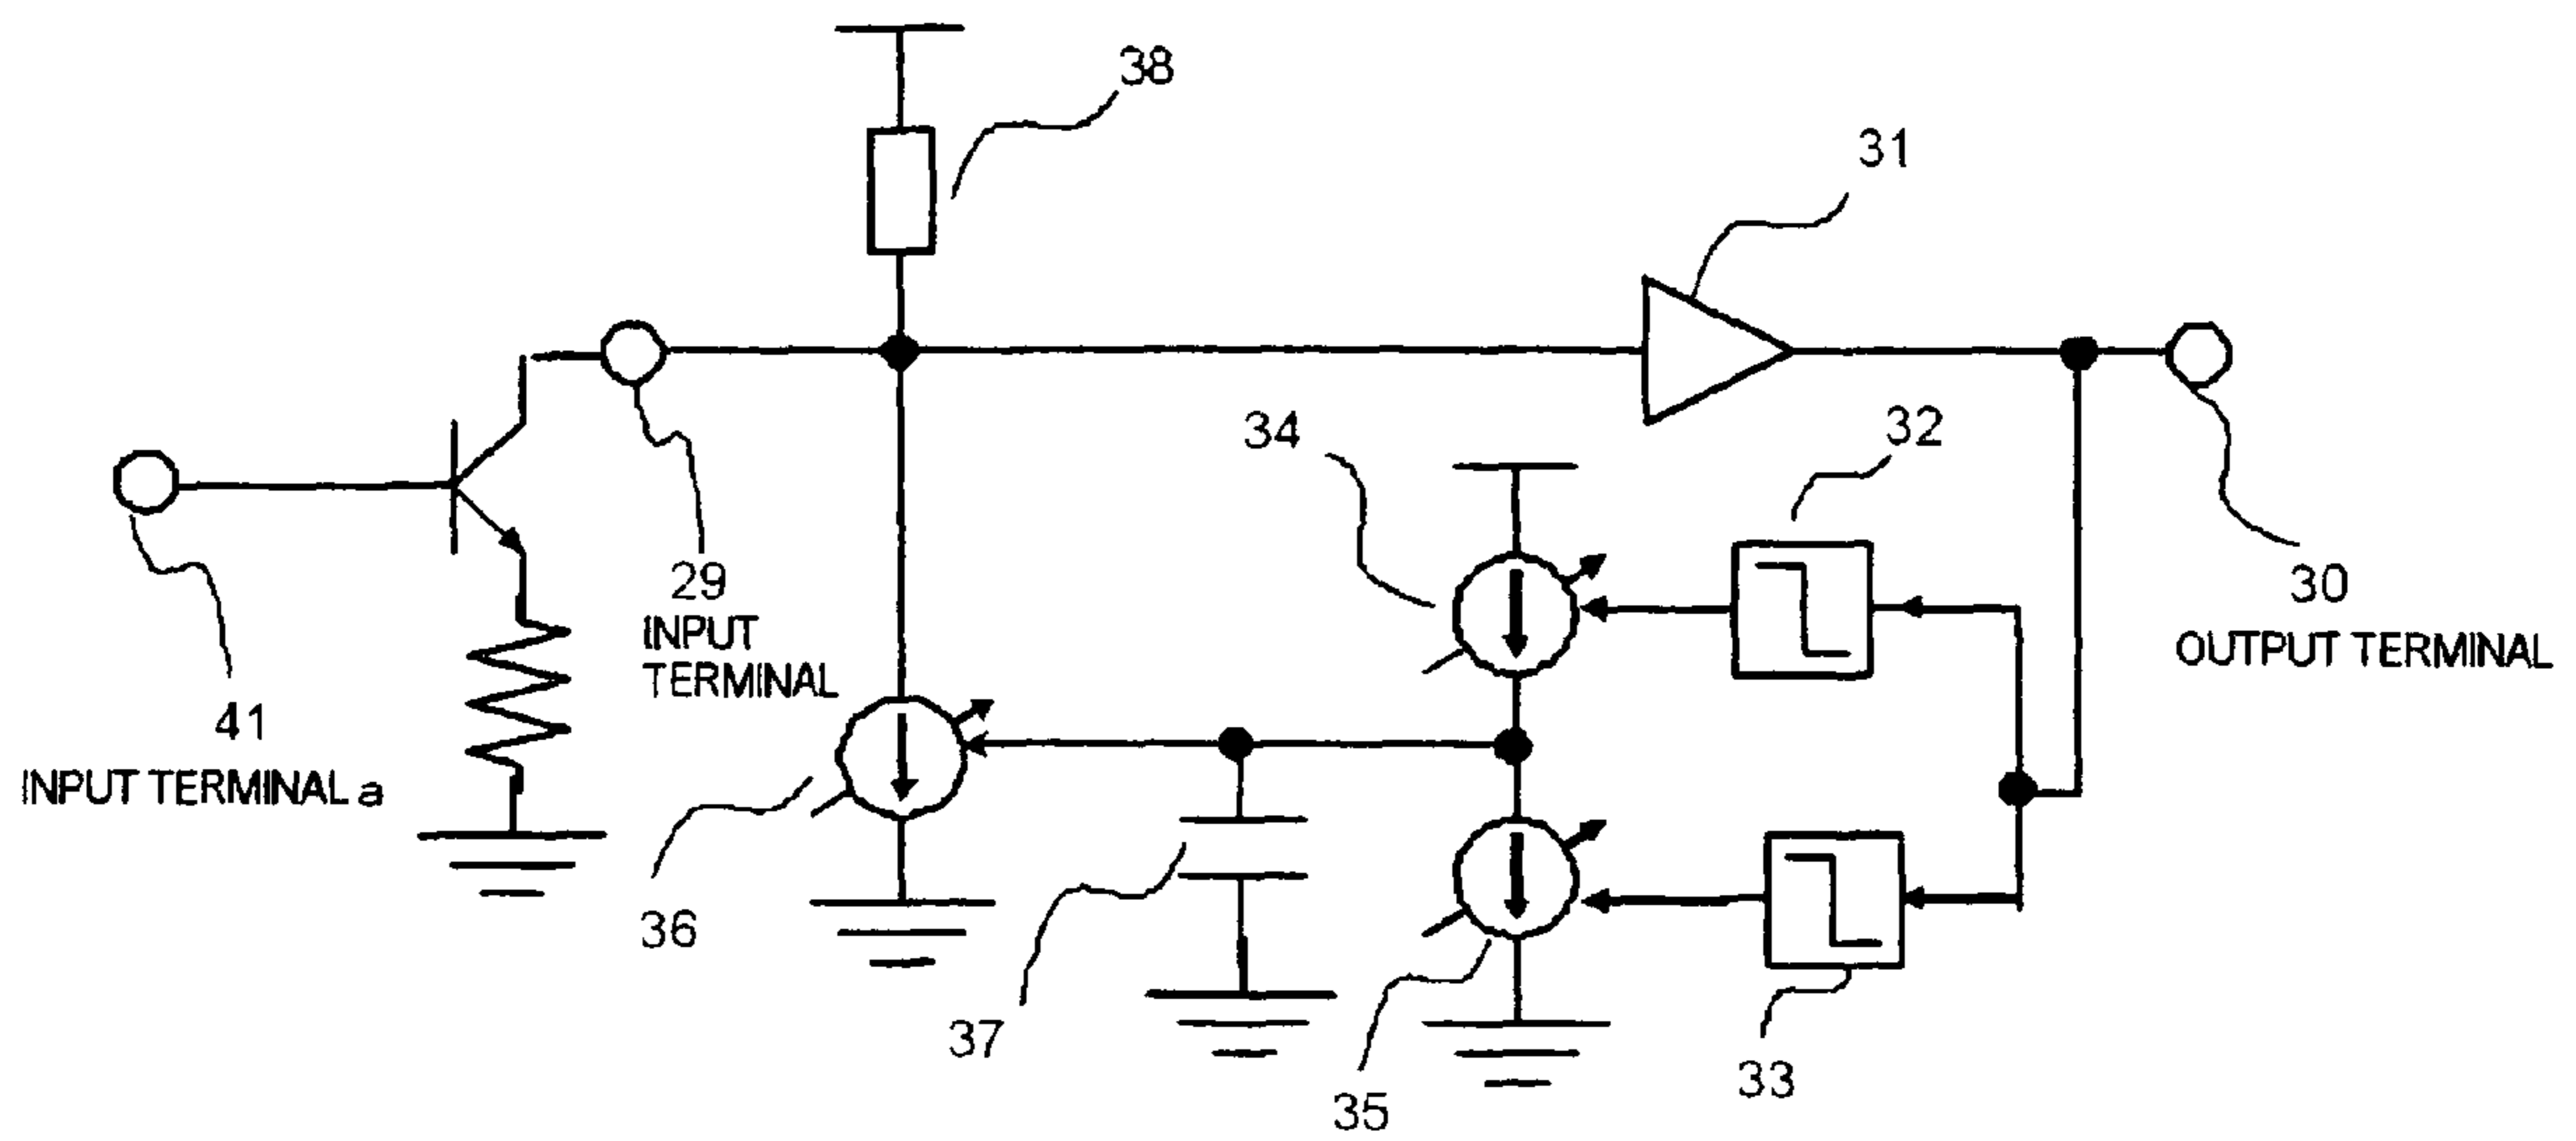 38
31
34
32
29
INPUT
TERMINAL
30
OUTPUT TERMINAL
41
INPUT TERMINAL a
36
37
35
33